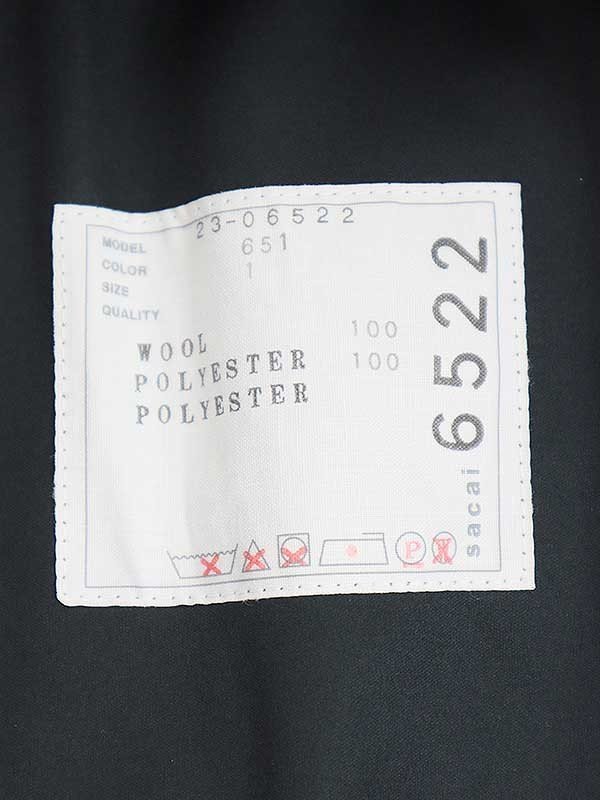 MODEL 23-06522
COLOR 651
SIZE 1
QUALITY
WOOL 100
POLYESTER 100
POLYESTER
P
sacai 6522